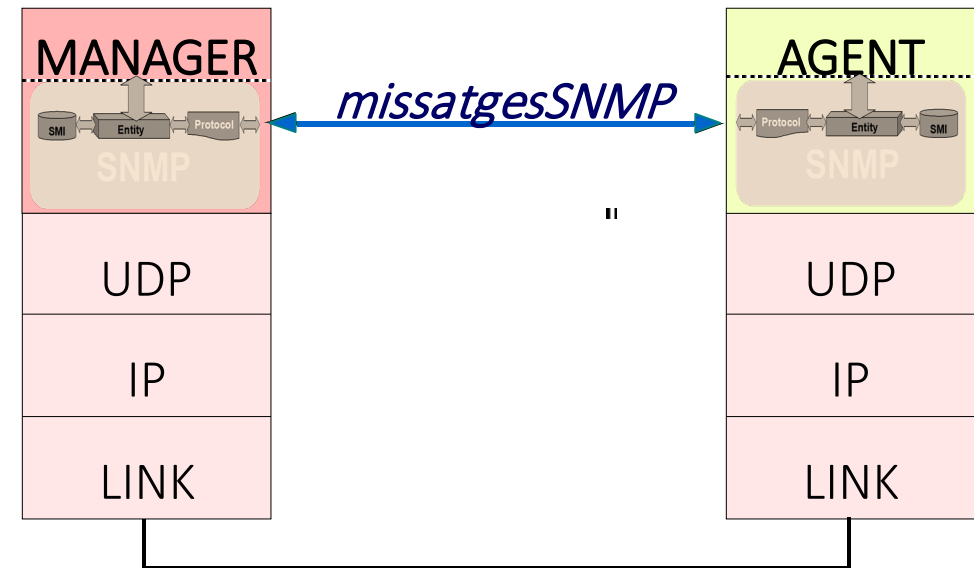 MANAGER
SMI
Entity
Protocol
SNMP
UDP
IP
LINK
missatgesSNMP
"
AGENT
Protocol
Entity
SMI
SNMP
UDP
IP
LINK